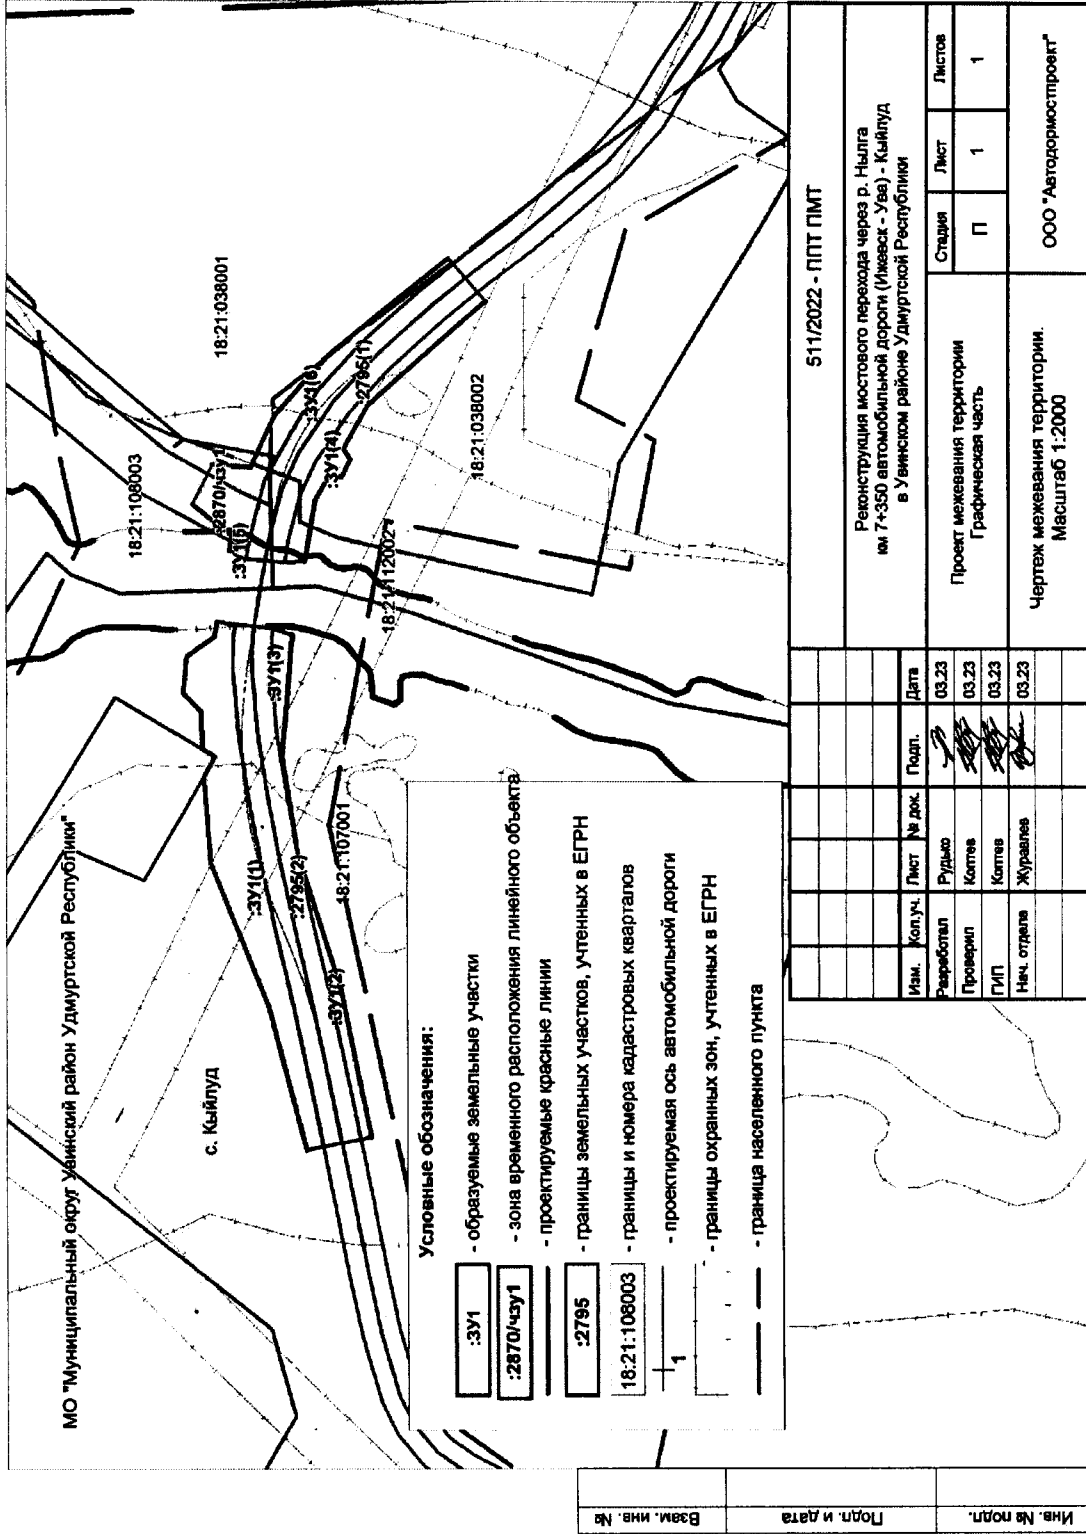 МО "Муниципальный округ Увинский район Удмуртской Республики"
с. Кыйлуд
18:21:108003
18:21:038001
:2870/чзу1
:ЗУ1(5)
:ЗУ1(6)
:2795(1)
:ЗУ1(4)
18:21:038002
18:21:112002
:ЗУ1(3)
:ЗУ1(1)
:2795(2)
:ЗУ1(2)
18:21:107001
Условные обозначения:
:ЗУ1 - образуемые земельные участки
:2870/чзу1 - зона временного расположения линейного объекта
- проектируемые красные линии
:2795 - границы земельных участков, учтенных в ЕГРН
18:21:108003 - границы и номера кадастровых кварталов
1 - проектируемая ось автомобильной дороги
- границы охранных зон, учтенных в ЕГРН
- граница населенного пункта
511/2022 - ППТ ПМТ
Реконструкция мостового перехода через р. Нылга
км 7+350 автомобильной дороги (Ижевск - Ува) - Кыйлуд
в Увинском районе Удмуртской Республики
Изм. Кол.уч. Лист № док. Подп. Дата
Разработал Рудько 03.23
Проверил Коптев 03.23
ГИП Коптев 03.23
Нач. отдела Журавлев 03.23
Проект межевания территории
Графическая часть
Стадия Лист Листов
П 1 1
Чертеж межевания территории.
Масштаб 1:2000
ООО "Автодормостпроект"
Взам. инв. №
Подп. и дата
Инв. № подл.